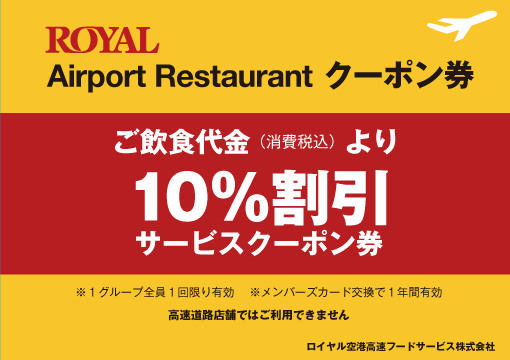 ROYAL
Airport Restaurant クーポン券
ご飲食代金（消費税込）より
10%割引
サービスクーポン券
※１グループ全員１回限り有効　※メンバーズカード交換で１年間有効
高速道路店舗ではご利用できません
ロイヤル空港高速フードサービス株式会社